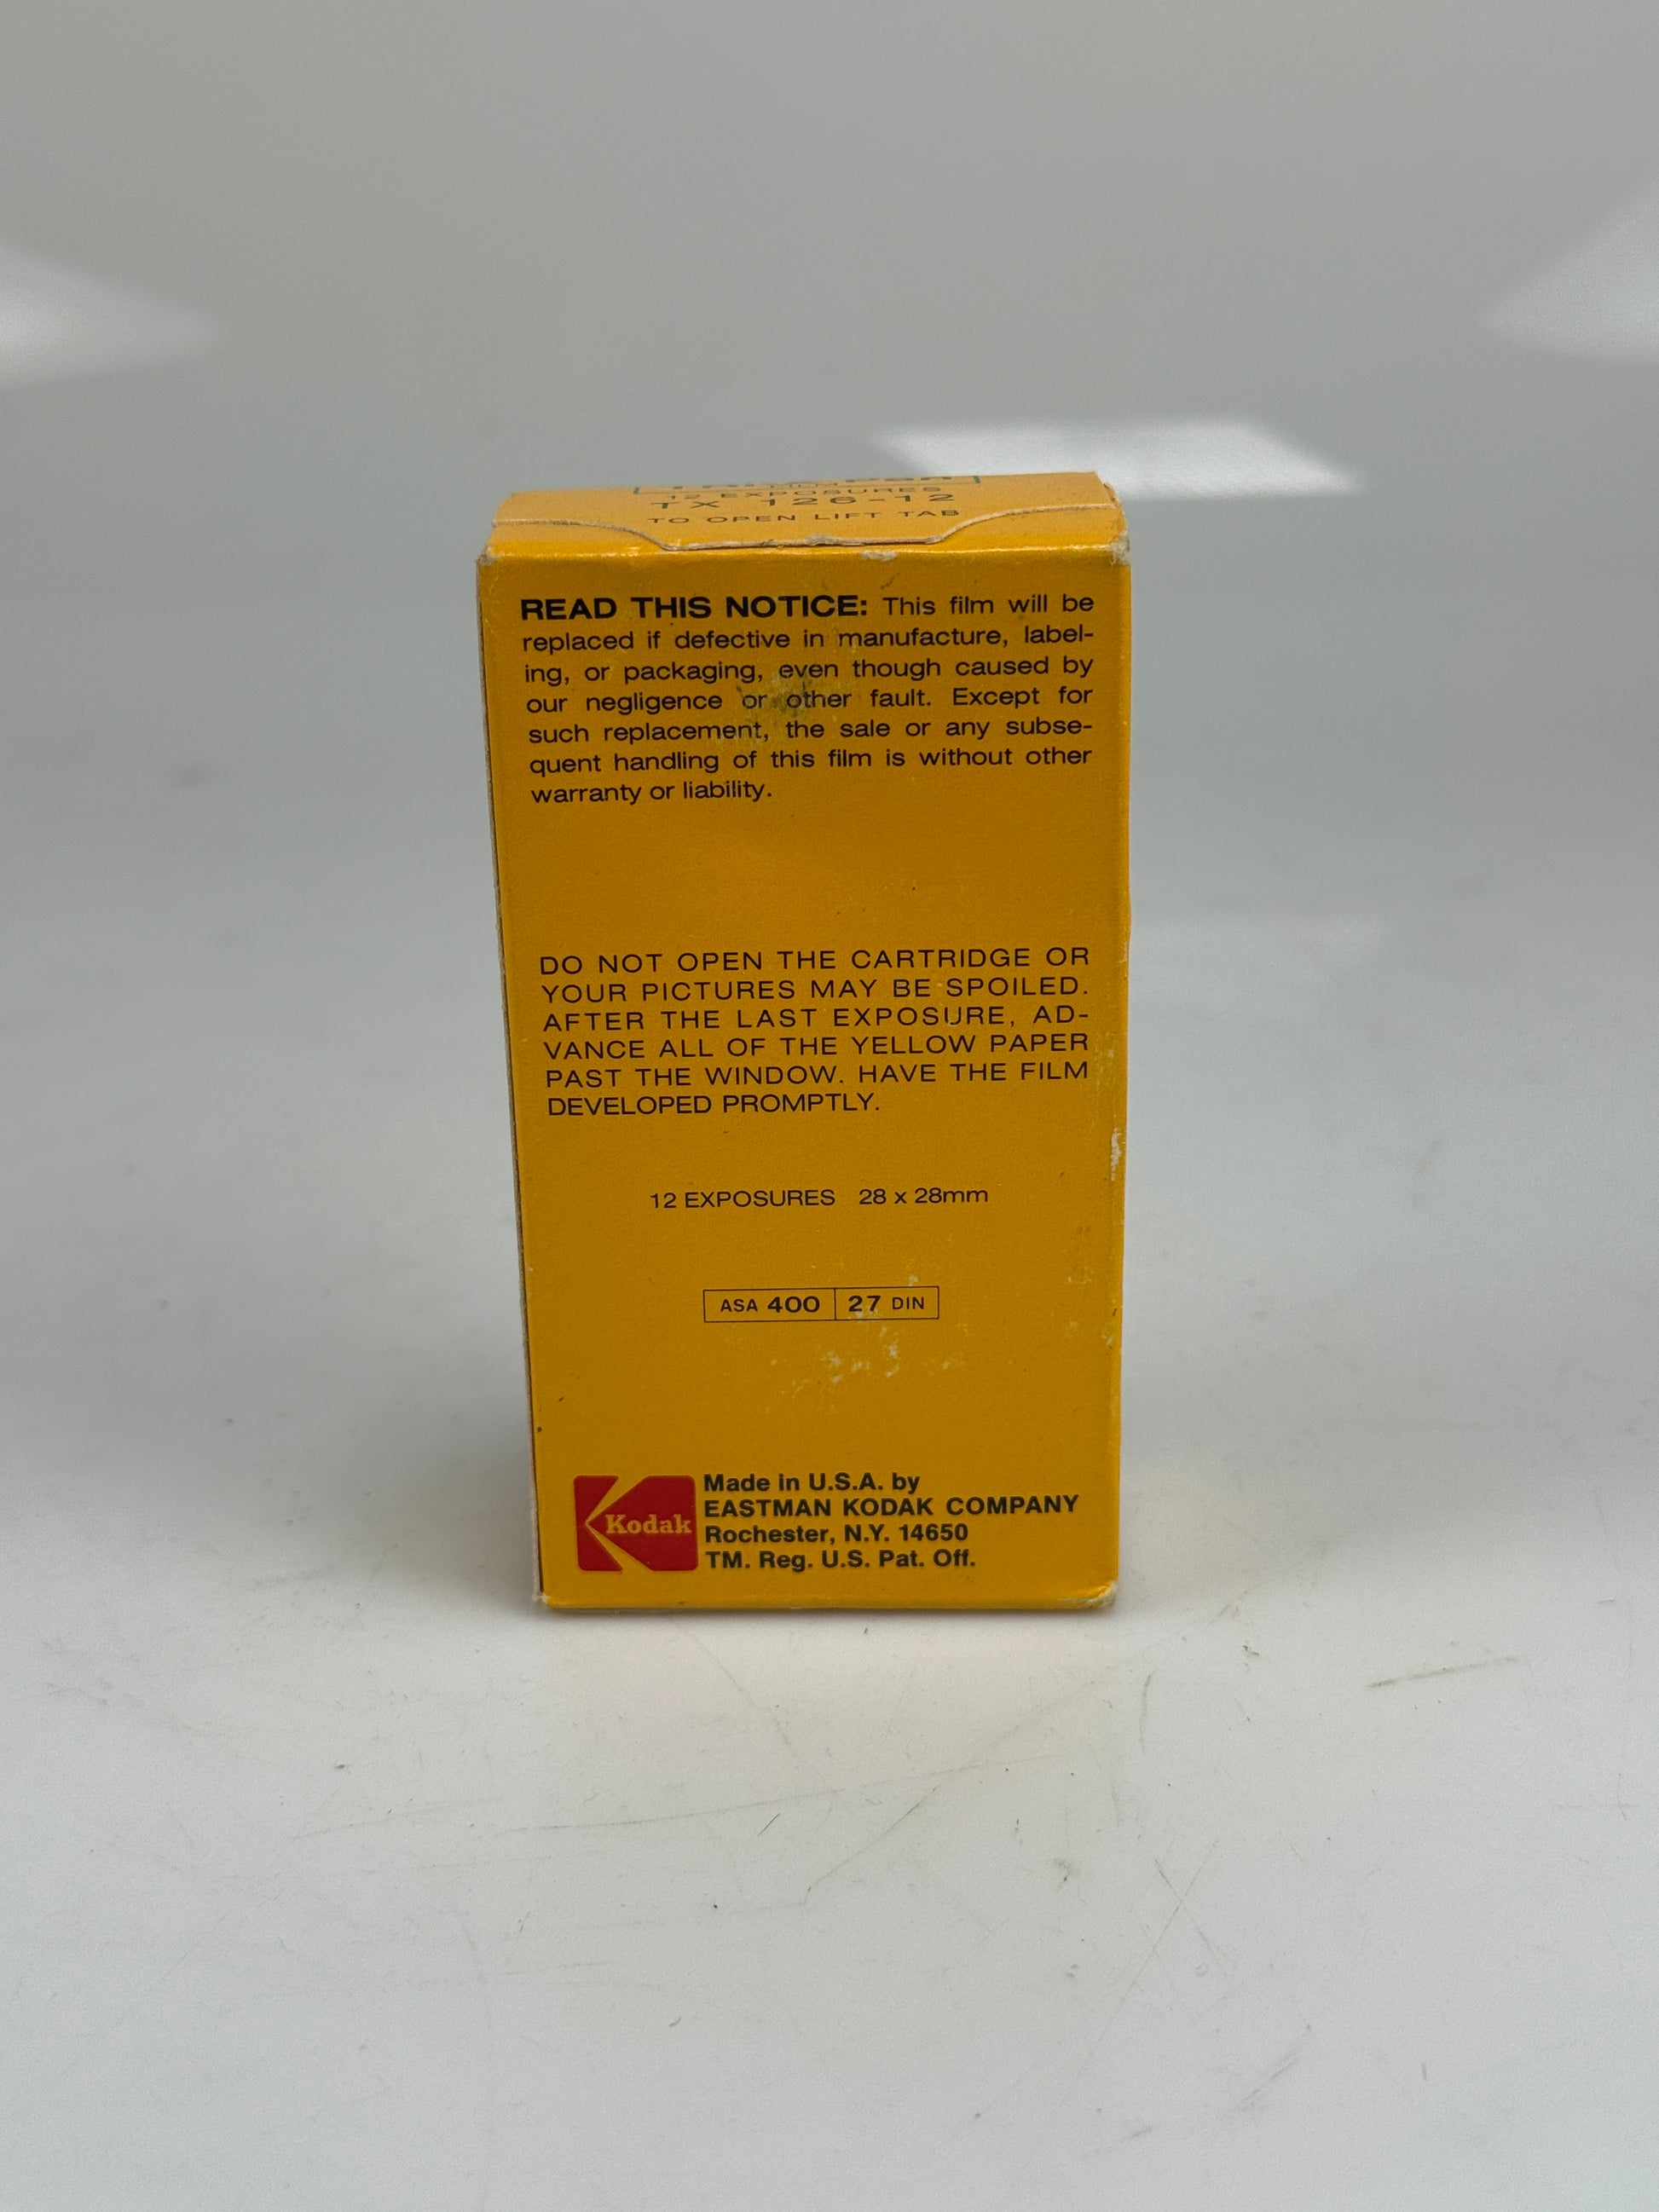 12 EXPOSURES
TX 126-12
TO OPEN LIFT TAB
READ THIS NOTICE: This film will be
replaced if defective in manufacture, label-
ing, or packaging, even though caused by
our negligence or other fault. Except for
such replacement, the sale or any subse-
quent handling of this film is without other
warranty or liability.
DO NOT OPEN THE CARTRIDGE OR
YOUR PICTURES MAY BE SPOILED.
AFTER THE LAST EXPOSURE, AD-
VANCE ALL OF THE YELLOW PAPER
PAST THE WINDOW. HAVE THE FILM
DEVELOPED PROMPTLY.
12 EXPOSURES 28 x 28mm
ASA 400 27 DIN
Kodak
Made in U.S.A. by
EASTMAN KODAK COMPANY
Rochester, N.Y. 14650
TM. Reg. U.S. Pat. Off.